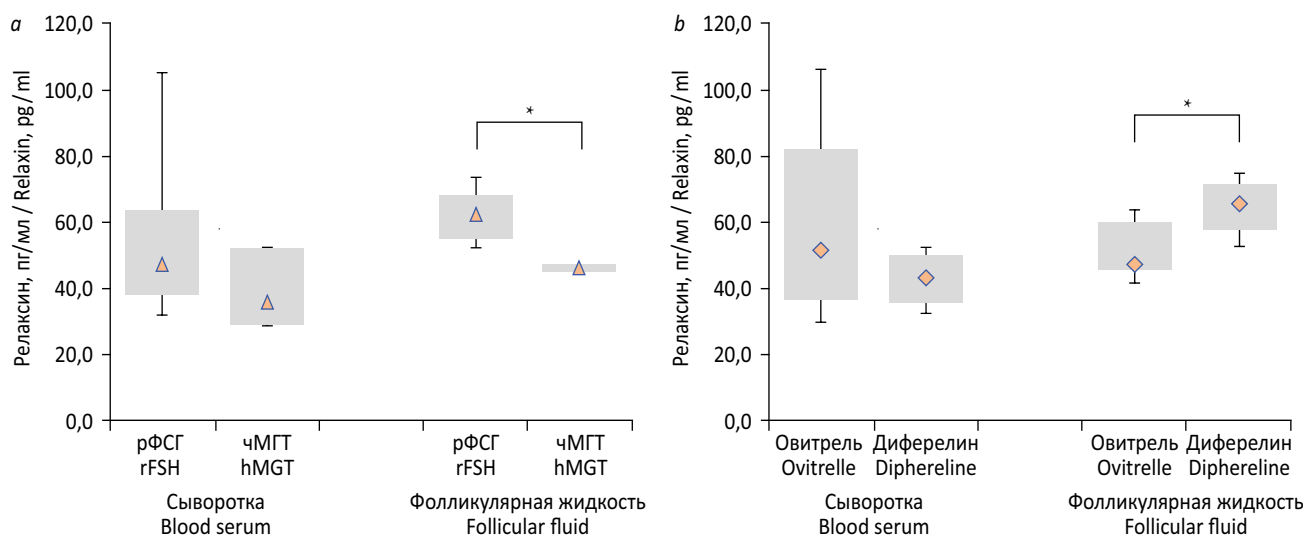 a
Релаксин, пг/мл / Relaxin, pg/ml
120,0
100,0
80,0
60,0
40,0
20,0
0,0
*
рФСГ
rFSH
чМГТ
hMGT
рФСГ
rFSH
чМГТ
hMGT
Сыворотка
Blood serum
Фолликулярная жидкость
Follicular fluid
b
Релаксин, пг/мл / Relaxin, pg/ml
120,0
100,0
80,0
60,0
40,0
20,0
0,0
*
Овитрель
Ovitrelle
Диферелин
Diphereline
Овитрель
Ovitrelle
Диферелин
Diphereline
Сыворотка
Blood serum
Фолликулярная жидкость
Follicular fluid